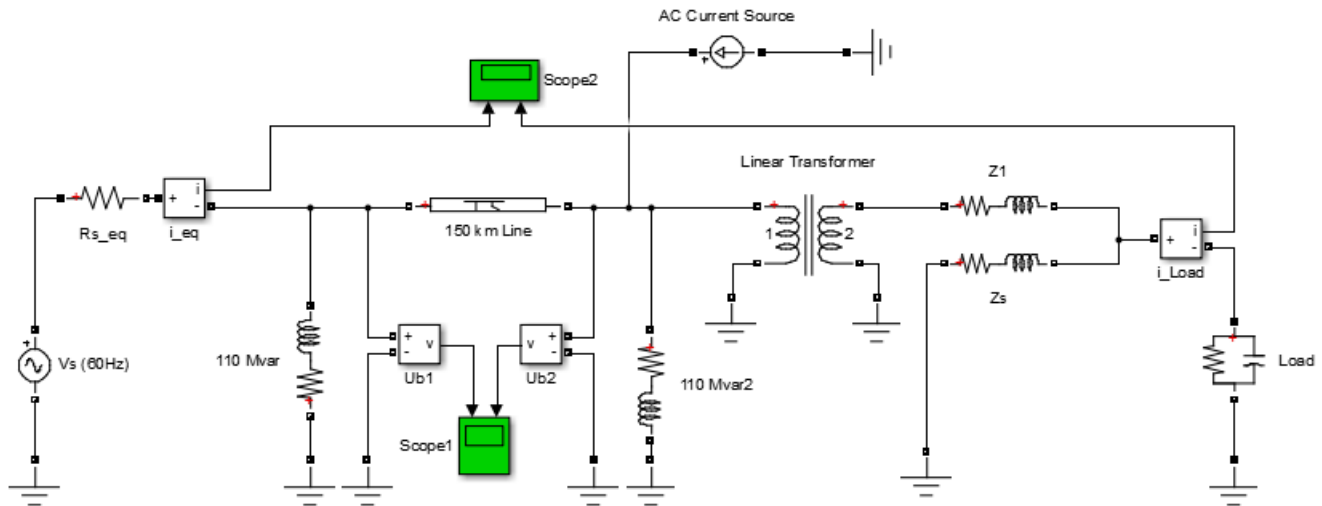 AC Current Source
Scope2
Linear Transformer
Z1
i
-
+
Rs_eq
i_eq
150 km Line
1
2
i
-
+
i_Load
Zs
Vs (60Hz)
110 Mvar
+
-
v
Ub1
+
v
-
Ub2
110 Mvar2
Load
Scope1